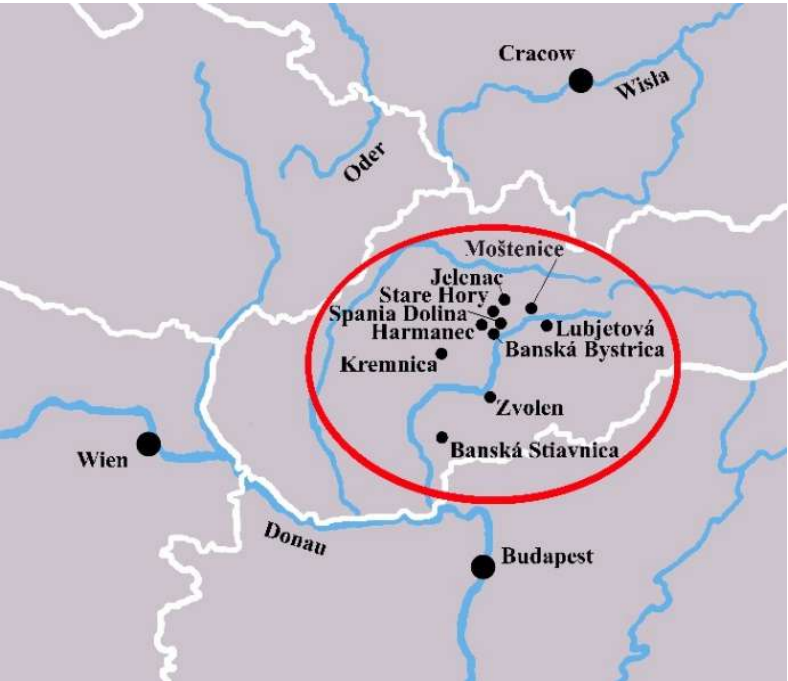 Cracow
Wisła
Oder
Moštenice
Jelenac
Stare Hory
Spania Dolina
Harmanec
Lubjetová
Banská Bystrica
Kremnica
Zvolen
Banská Stiavnica
Wien
Donau
Budapest